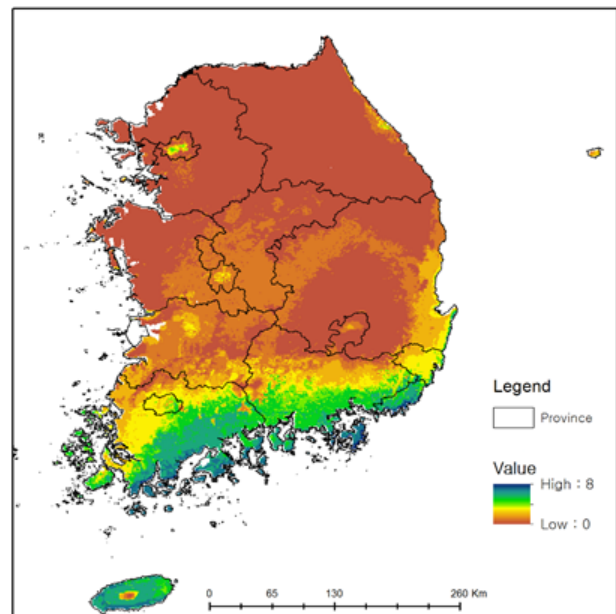 Legend
Province
Value
High : 8
Low : 0
0 65 130 260 Km